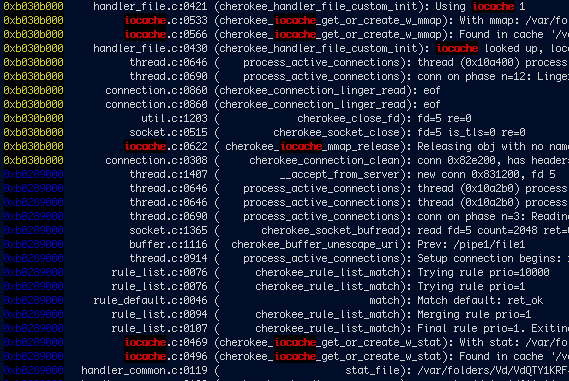 0xb030b000 handler_file.c:0421 (cherokee_handler_file_custom_init): Using iocache 1
0xb030b000 iocache.c:0533 (cherokee_iocache_get_or_create_w_mmap): With mmap: /var/fo
0xb030b000 iocache.c:0566 (cherokee_iocache_get_or_create_w_mmap): Found in cache '/v
0xb030b000 handler_file.c:0430 (cherokee_handler_file_custom_init): iocache looked up, loc
0xb030b000 thread.c:0646 ( process_active_connections): thread (0x10a400) proces
0xb030b000 thread.c:0690 ( process_active_connections): conn on phase n=12: Linge
0xb030b000 connection.c:0860 (cherokee_connection_linger_read): eof
0xb030b000 connection.c:0860 (cherokee_connection_linger_read): eof
0xb030b000 util.c:1203 ( cherokee_close_fd): fd=5 re=0
0xb030b000 socket.c:0515 ( cherokee_socket_close): fd=5 is_tls=0 re=0
0xb030b000 iocache.c:0622 ( cherokee_iocache_mmap_release): Releasing obj with no name
0xb030b000 connection.c:0308 ( cherokee_connection_clean): conn 0x82e200, has headers
0xb0289000 thread.c:1407 ( __accept_from_server): new conn 0x831200, fd 5
0xb0289000 thread.c:0646 ( process_active_connections): thread (0x10a2b0) proces
0xb0289000 thread.c:0646 ( process_active_connections): thread (0x10a2b0) proces
0xb0289000 thread.c:0690 ( process_active_connections): conn on phase n=3: Readin
0xb0289000 socket.c:1365 ( cherokee_socket_bufread): read fd=5 count=2048 ret=
0xb0289000 buffer.c:1116 ( cherokee_buffer_unescape_uri): Prev: /pipe1/file1
0xb0289000 thread.c:0914 ( process_active_connections): Setup connection begins: r
0xb0289000 rule_list.c:0076 ( cherokee_rule_list_match): Trying rule prio=10000
0xb0289000 rule_list.c:0076 ( cherokee_rule_list_match): Trying rule prio=1
0xb0289000 rule_default.c:0046 ( match): Match default: ret_ok
0xb0289000 rule_list.c:0094 ( cherokee_rule_list_match): Merging rule prio=1
0xb0289000 rule_list.c:0107 ( cherokee_rule_list_match): Final rule prio=1. Exitin
0xb0289000 iocache.c:0469 (cherokee_iocache_get_or_create_w_stat): With stat: /var/fo
0xb0289000 iocache.c:0496 (cherokee_iocache_get_or_create_w_stat): Found in cache '/v
0xb0289000 handler_common.c:0119 ( stat_file): /var/folders/Vd/VdQTY1KRF-